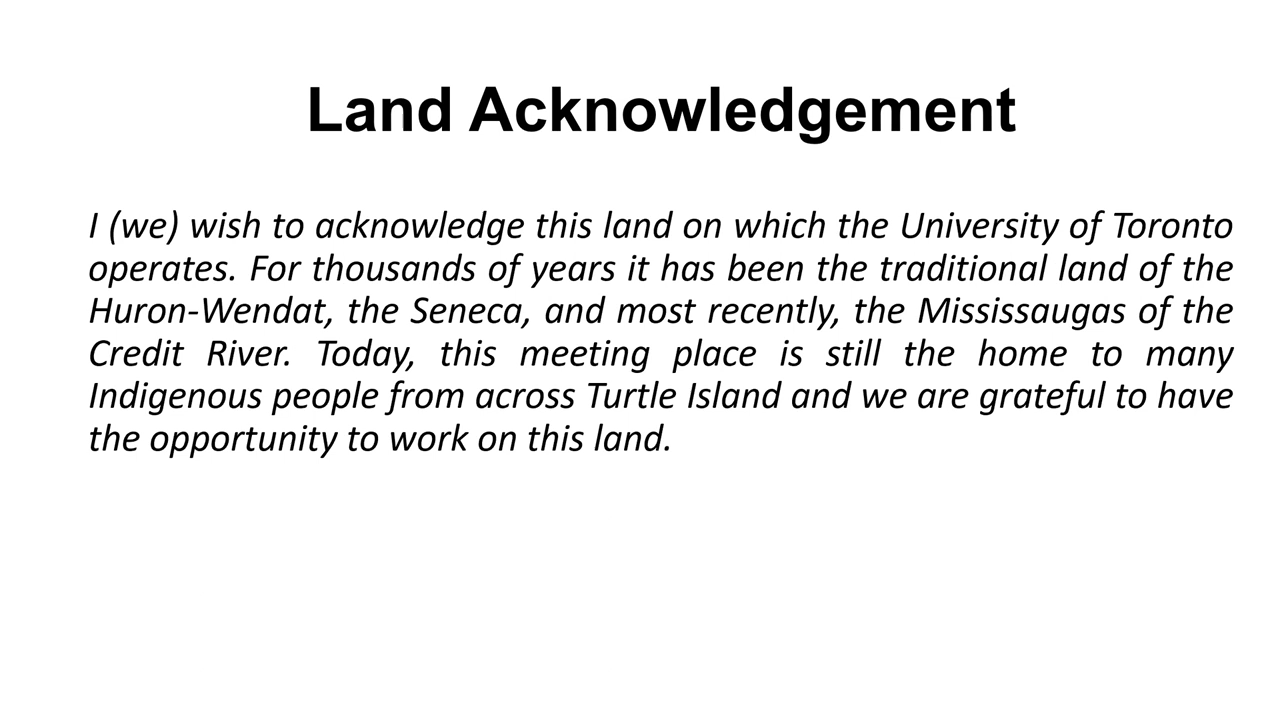 Land Acknowledgement
I (we) wish to acknowledge this land on which the University of Toronto
operates. For thousands of years it has been the traditional land of the
Huron-Wendat, the Seneca, and most recently, the Mississaugas of the
Credit River. Today, this meeting place is still the home to many
Indigenous people from across Turtle Island and we are grateful to have
the opportunity to work on this land.